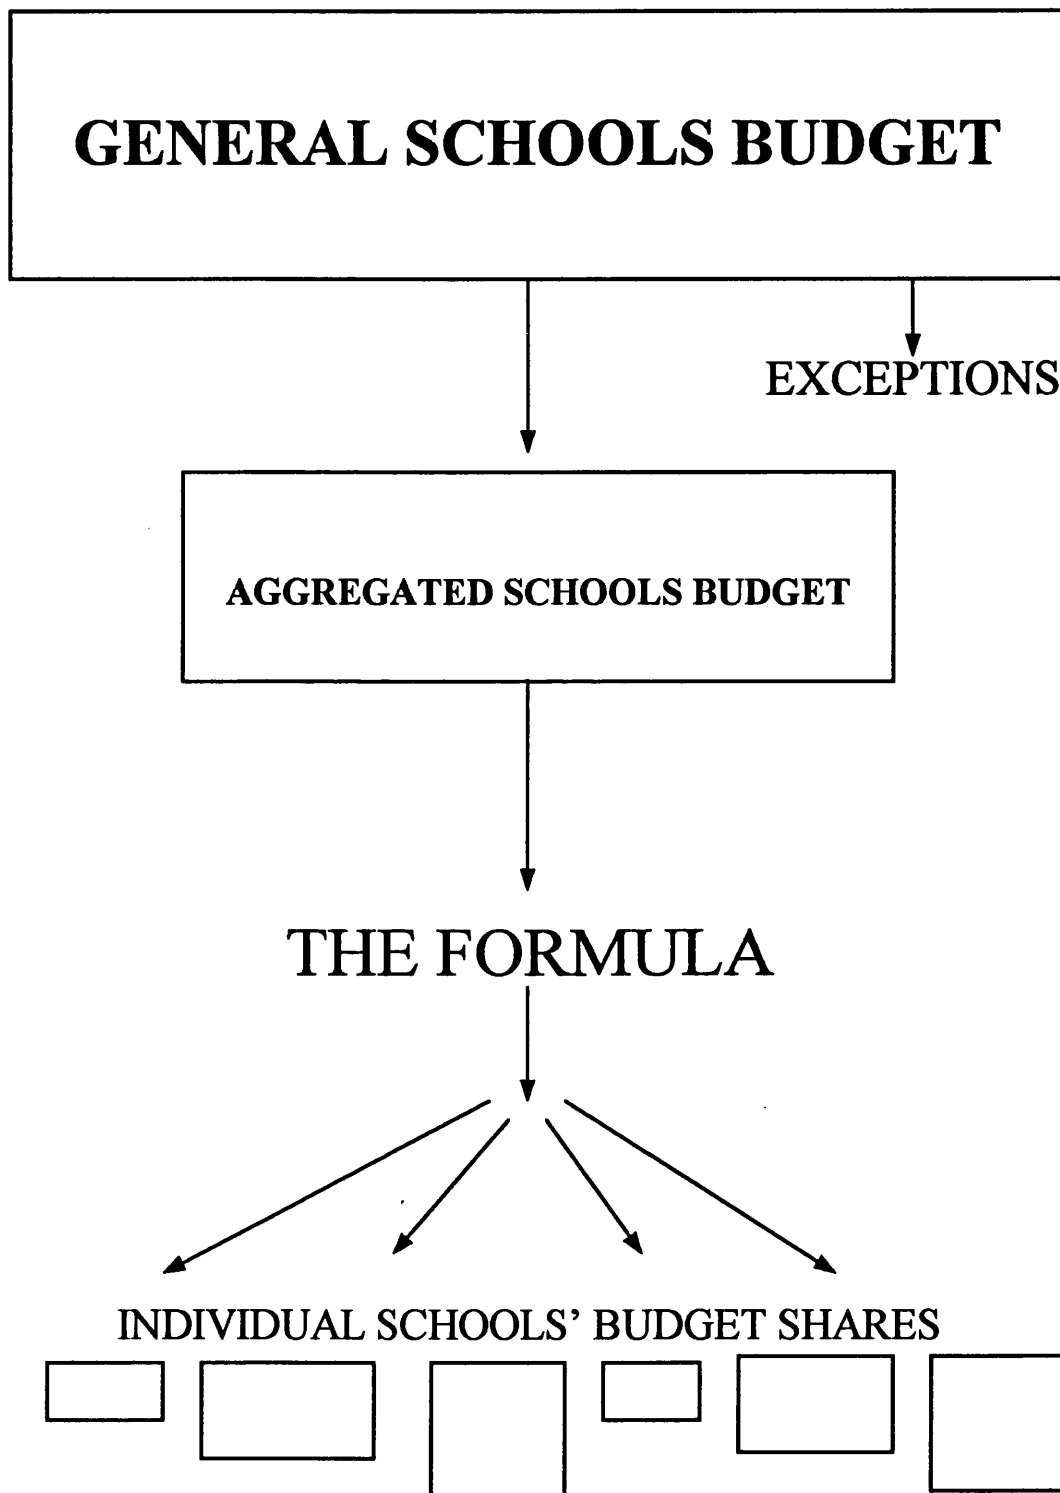 GENERAL SCHOOLS BUDGET
EXCEPTIONS
AGGREGATED SCHOOLS BUDGET
THE FORMULA
INDIVIDUAL SCHOOLS’ BUDGET SHARES